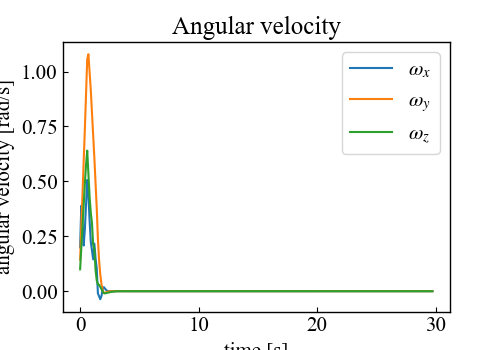 Angular velocity
angular velocity [rad/s]
1.00
0.75
0.50
0.25
0.00
ωx
ωy
ωz
0
10
20
30
time [s]